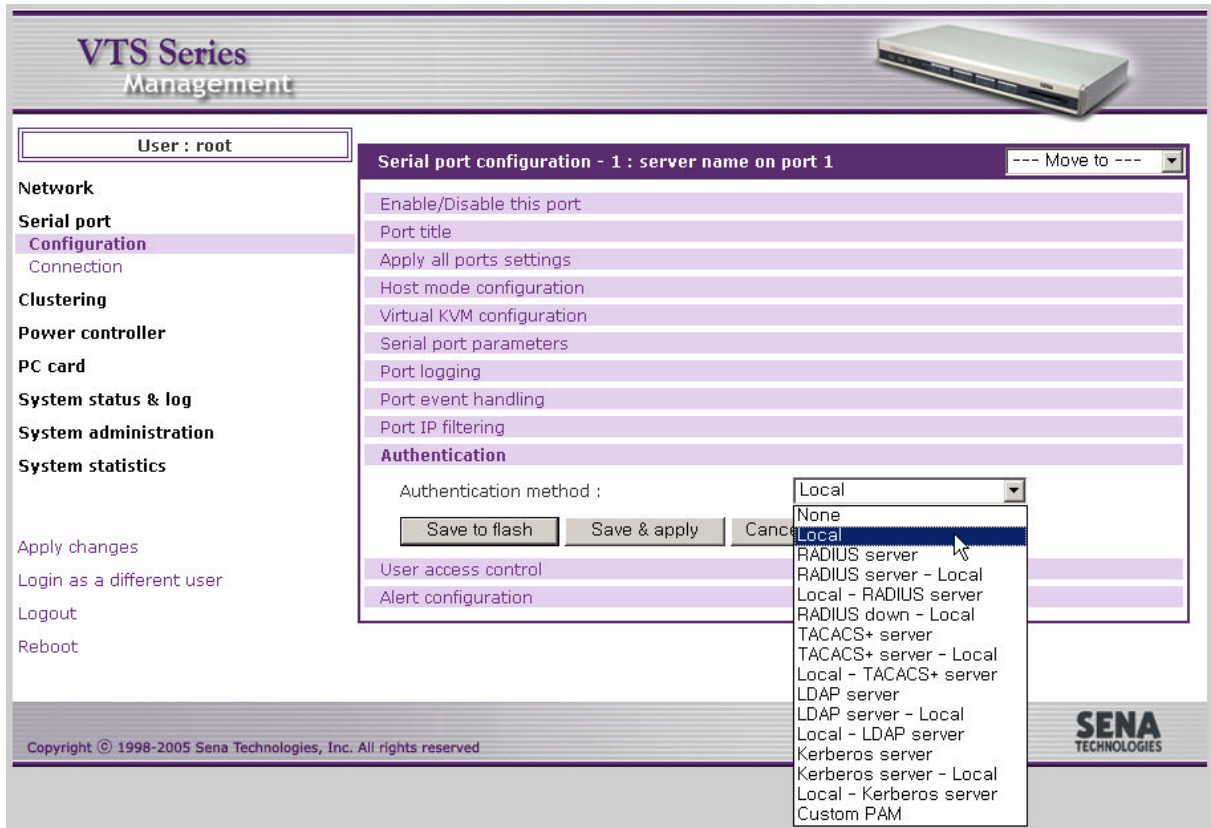 VTS Series
Management
User : root
Network
Serial port
Configuration
Connection
Clustering
Power controller
PC card
System status & log
System administration
System statistics
Apply changes
Login as a different user
Logout
Reboot
Serial port configuration - 1 : server name on port 1
--- Move to ---
Enable/Disable this port
Port title
Apply all ports settings
Host mode configuration
Virtual KVM configuration
Serial port parameters
Port logging
Port event handling
Port IP filtering
Authentication
Authentication method : Local
Save to flash Save & apply Cance
None
Local
RADIUS server
RADIUS server - Local
Local - RADIUS server
RADIUS down - Local
TACACS+ server
TACACS+ server - Local
Local - TACACS+ server
LDAP server
LDAP server - Local
Local - LDAP server
Kerberos server
Kerberos server - Local
Local - Kerberos server
Custom PAM
User access control
Alert configuration
Copyright © 1998-2005 Sena Technologies, Inc. All rights reserved
SENA
TECHNOLOGIES